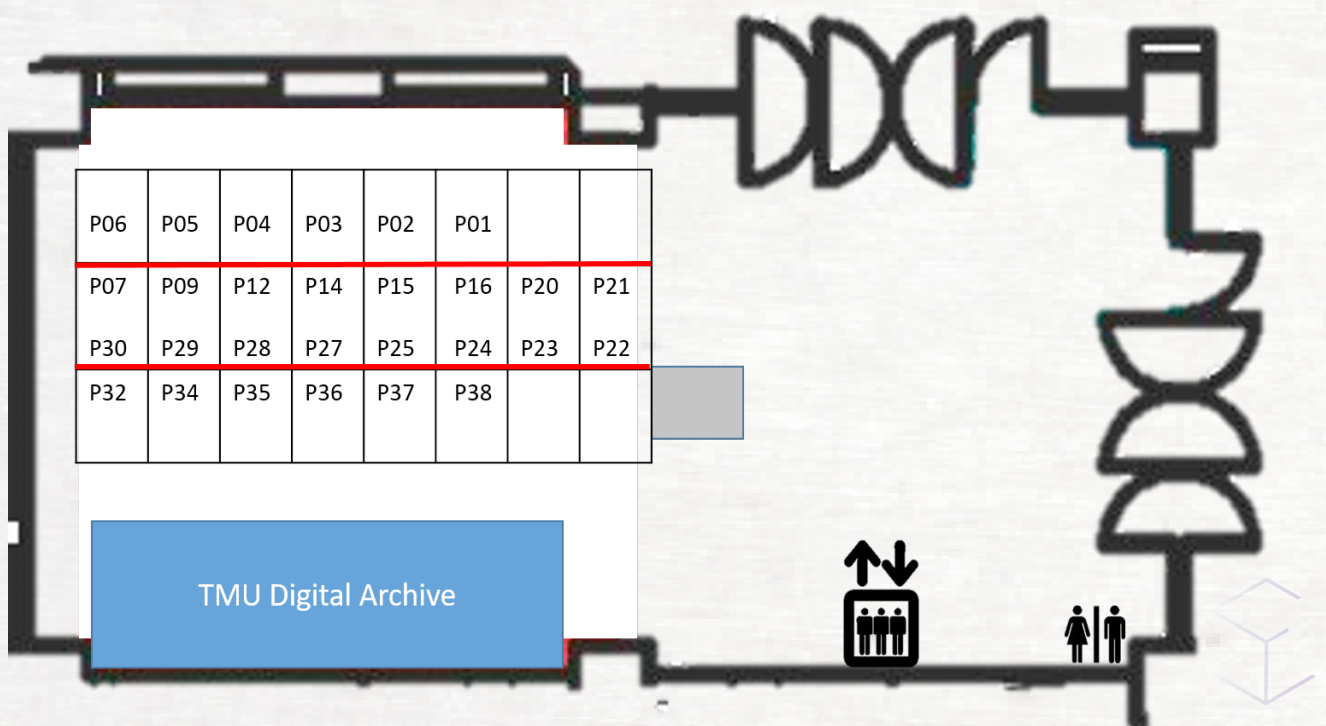 P06 P05 P04 P03 P02 P01
P07 P09 P12 P14 P15 P16 P20 P21
P30 P29 P28 P27 P25 P24 P23 P22
P32 P34 P35 P36 P37 P38
TMU Digital Archive